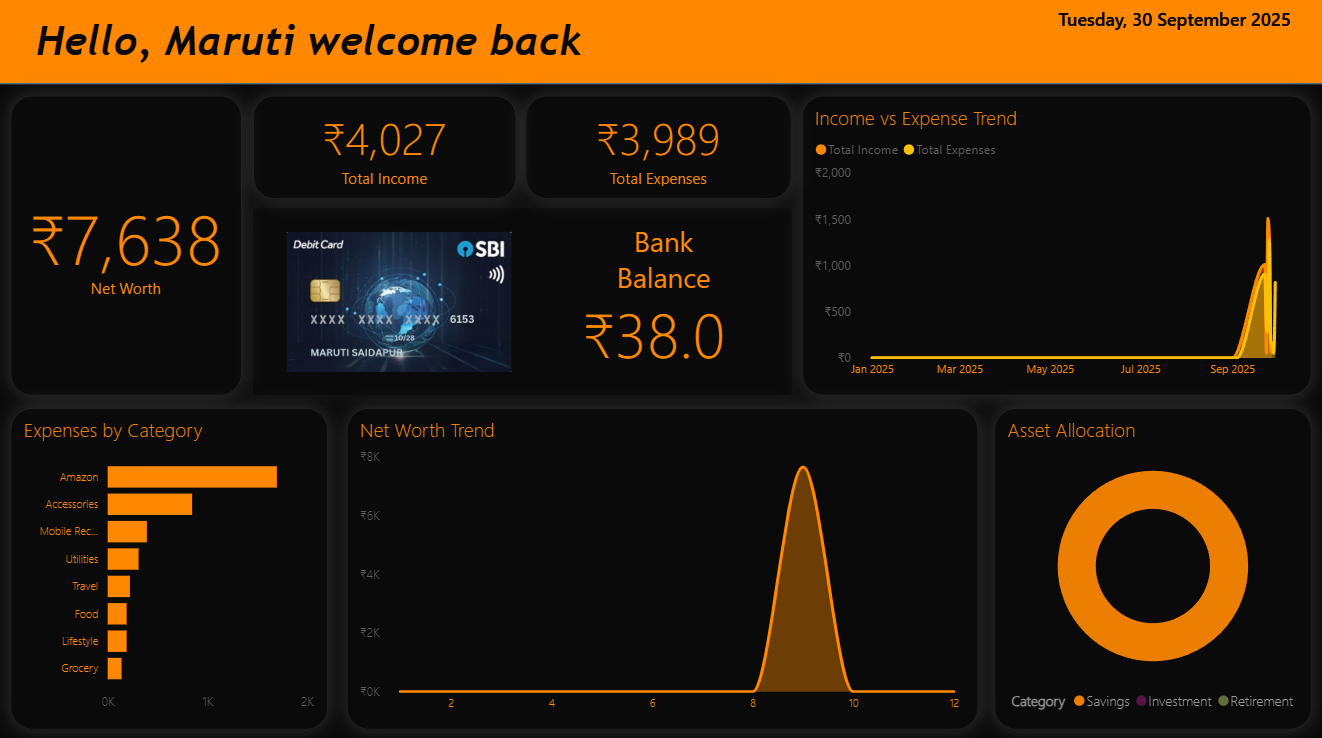 Hello, Maruti welcome back
Tuesday, 30 September 2025
₹7,638
Net Worth
₹4,027
Total Income
₹3,989
Total Expenses
Debit Card
SBI
XXXX XXXX XXXX 6153
10/28
MARUTI SAIDAPUR
Bank
Balance
₹38.0
Income vs Expense Trend
Total Income Total Expenses
₹2,000
₹1,500
₹1,000
₹500
₹0
Jan 2025 Mar 2025 May 2025 Jul 2025 Sep 2025
Expenses by Category
Amazon
Accessories
Mobile Rec...
Utilities
Travel
Food
Lifestyle
Grocery
0K 1K 2K
Net Worth Trend
₹8K
₹6K
₹4K
₹2K
₹0K
2 4 6 8 10 12
Asset Allocation
Category Savings Investment Retirement